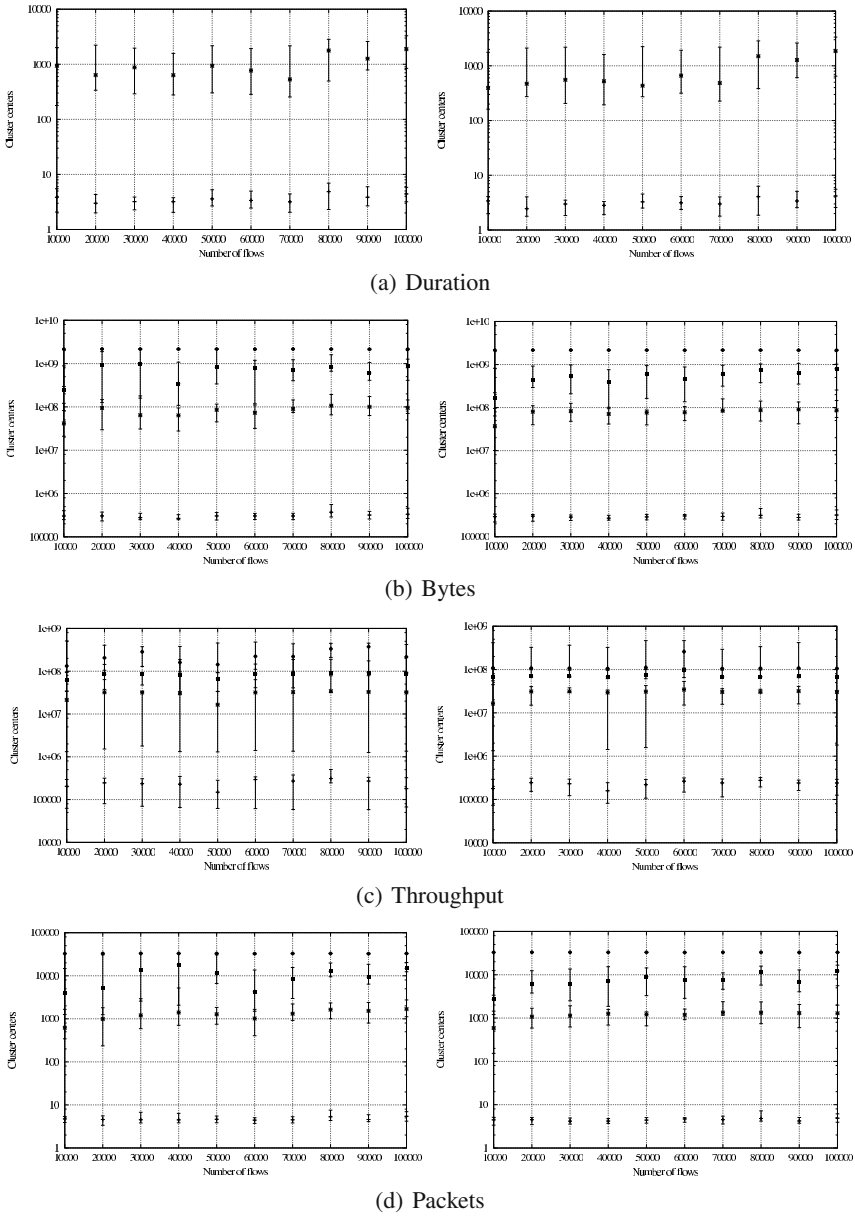 10000
1000
100
10
1
Cluster centers
10000 20000 30000 40000 50000 60000 70000 80000 90000 100000
Number of flows
10000
1000
100
10
1
Cluster centers
10000 20000 30000 40000 50000 60000 70000 80000 90000 100000
Number of flows
(a) Duration
1e+10
1e+09
1e+08
1e+07
1e+06
100000
Cluster centers
10000 20000 30000 40000 50000 60000 70000 80000 90000 100000
Number of flows
1e+10
1e+09
1e+08
1e+07
1e+06
100000
Cluster centers
10000 20000 30000 40000 50000 60000 70000 80000 90000 100000
Number of flows
(b) Bytes
1e+09
1e+08
1e+07
1e+06
100000
10000
Cluster centers
10000 20000 30000 40000 50000 60000 70000 80000 90000 100000
Number of flows
1e+09
1e+08
1e+07
1e+06
100000
10000
Cluster centers
10000 20000 30000 40000 50000 60000 70000 80000 90000 100000
Number of flows
(c) Throughput
100000
10000
1000
100
10
1
Cluster centers
10000 20000 30000 40000 50000 60000 70000 80000 90000 100000
Number of flows
100000
10000
1000
100
10
1
Cluster centers
10000 20000 30000 40000 50000 60000 70000 80000 90000 100000
Number of flows
(d) Packets